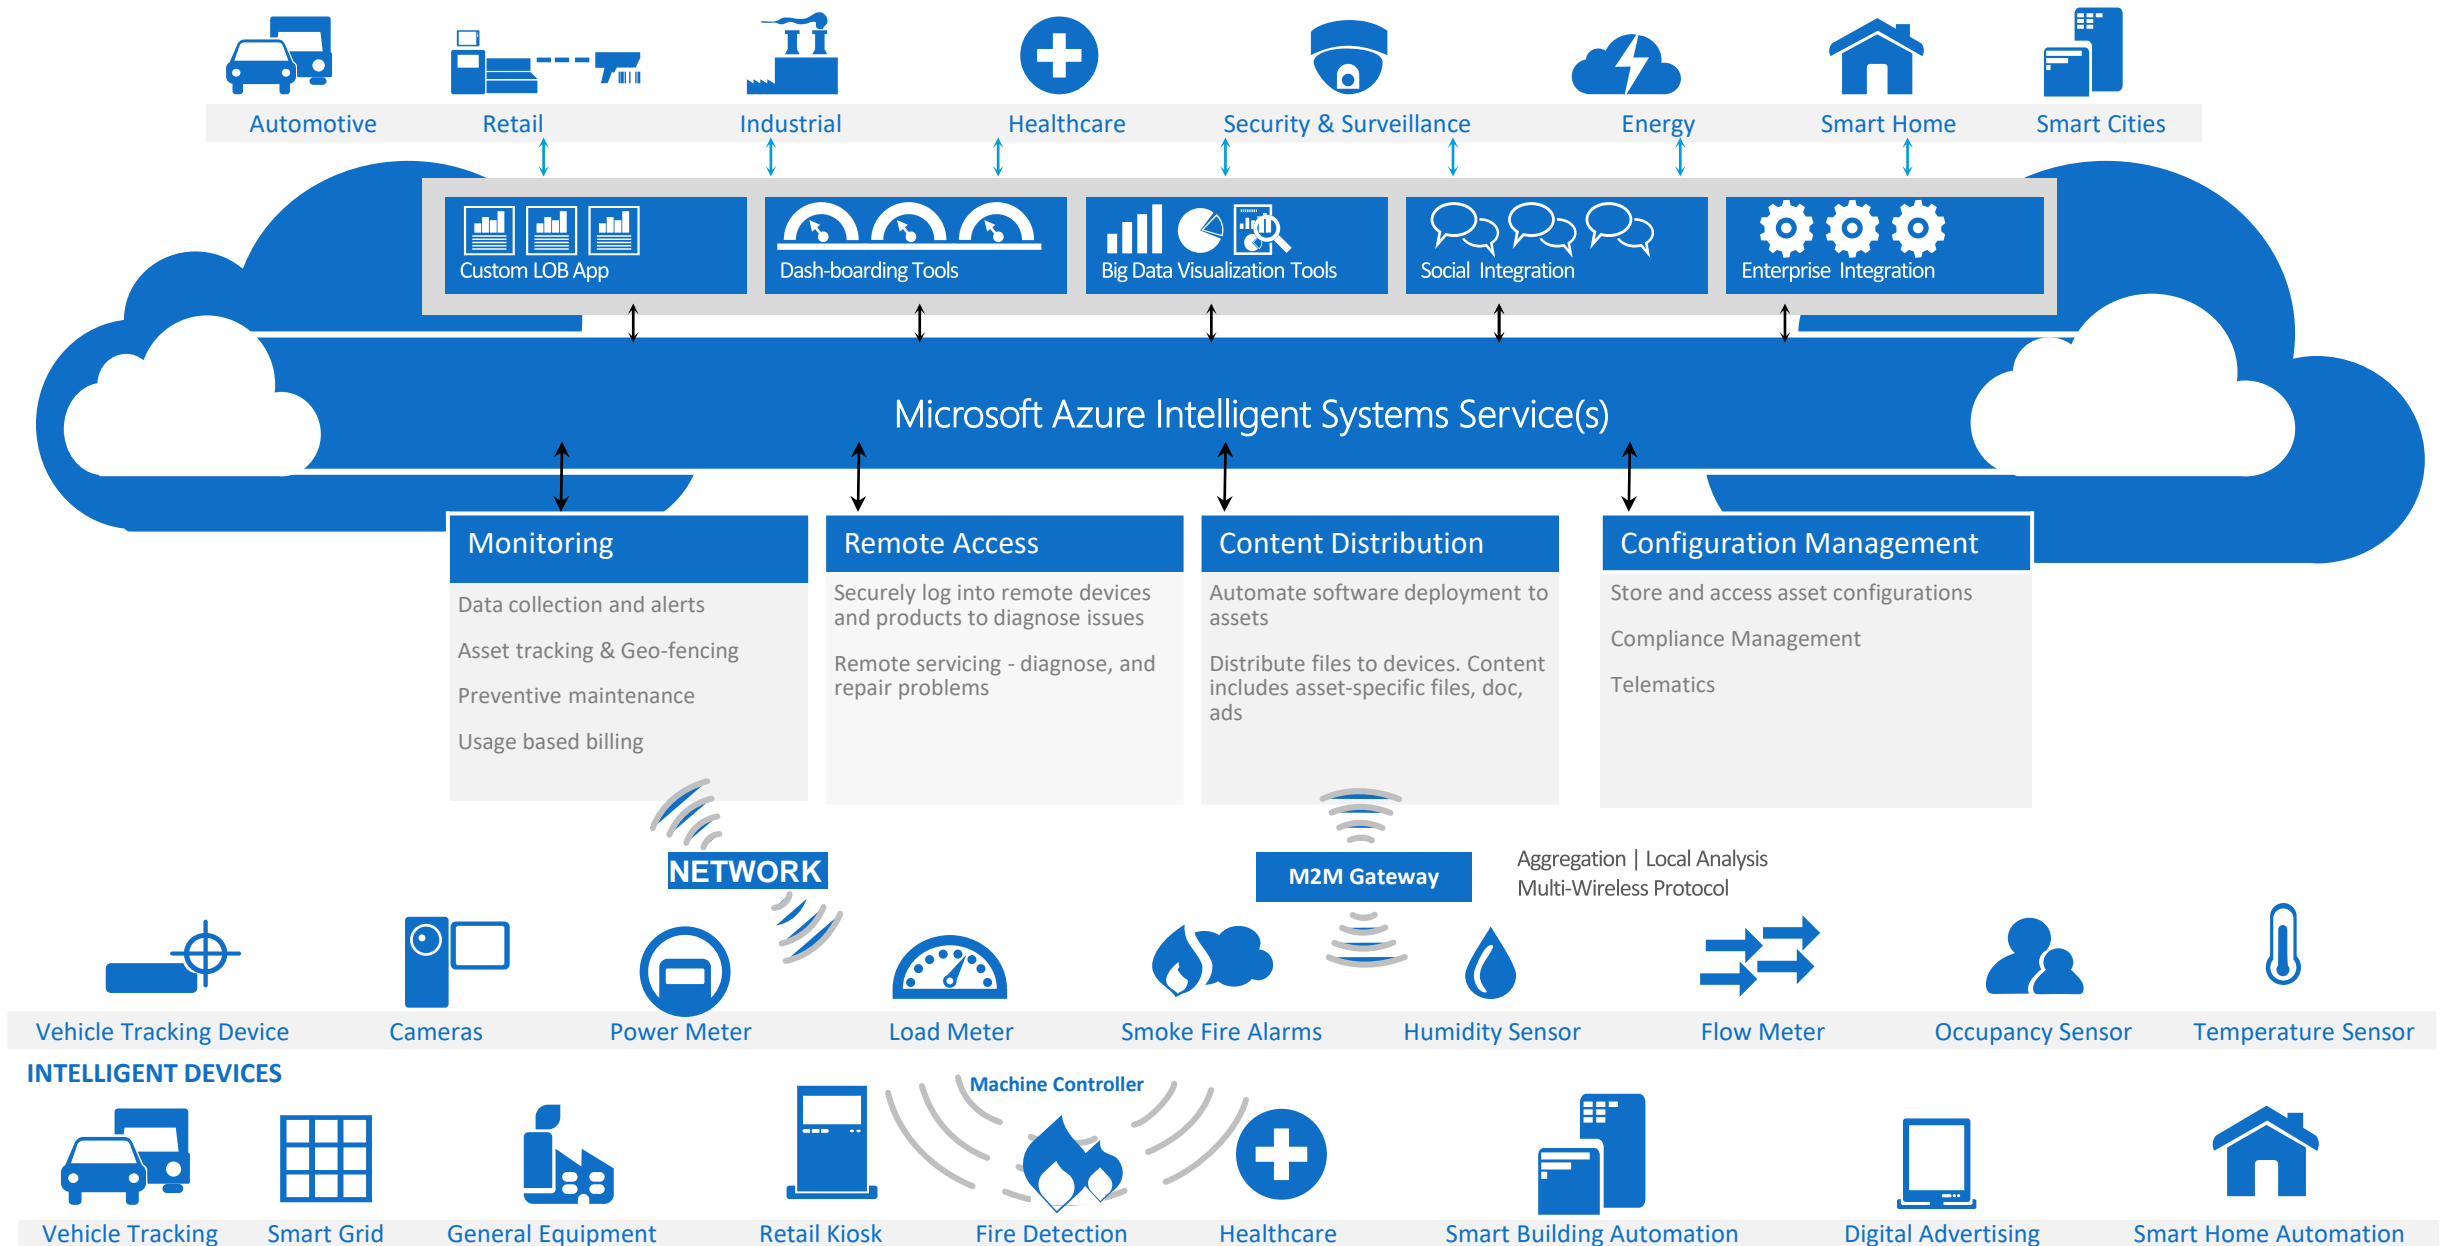 Automotive
Retail
Industrial
Healthcare
Security & Surveillance
Energy
Smart Home
Smart Cities
Custom LOB App
Dash-boarding Tools
Big Data Visualization Tools
Social Integration
Enterprise Integration
Microsoft Azure Intelligent Systems Service(s)
Monitoring
Data collection and alerts
Asset tracking & Geo-fencing
Preventive maintenance
Usage based billing
Remote Access
Securely log into remote devices
and products to diagnose issues
Remote servicing - diagnose, and
repair problems
Content Distribution
Automate software deployment to
assets
Distribute files to devices. Content
includes asset-specific files, doc,
ads
Configuration Management
Store and access asset configurations
Compliance Management
Telematics
NETWORK
M2M Gateway
Aggregation | Local Analysis
Multi-Wireless Protocol
Vehicle Tracking Device
Cameras
Power Meter
Load Meter
Smoke Fire Alarms
Humidity Sensor
Flow Meter
Occupancy Sensor
Temperature Sensor
INTELLIGENT DEVICES
Machine Controller
Vehicle Tracking
Smart Grid
General Equipment
Retail Kiosk
Fire Detection
Healthcare
Smart Building Automation
Digital Advertising
Smart Home Automation